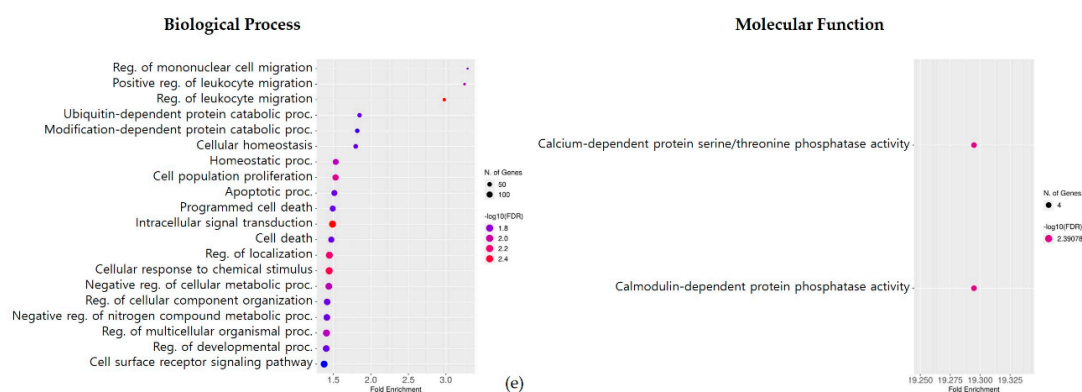 Biological Process
Reg. of mononuclear cell migration
Positive reg. of leukocyte migration
Reg. of leukocyte migration
Ubiquitin-dependent protein catabolic proc.
Modification-dependent protein catabolic proc.
Cellular homeostasis
Homeostatic proc.
Cell population proliferation
Apoptotic proc.
Programmed cell death
Intracellular signal transduction
Cell death
Reg. of localization
Cellular response to chemical stimulus
Negative reg. of cellular metabolic proc.
Reg. of cellular component organization
Negative reg. of nitrogen compound metabolic proc.
Reg. of multicellular organismal proc.
Reg. of developmental proc.
Cell surface receptor signaling pathway
1.5 2.0 2.5 3.0
Fold Enrichment
N. of Genes
50
100
-log10(FDR)
1.8
2.0
2.2
2.4
(e)
Molecular Function
Calcium-dependent protein serine/threonine phosphatase activity
Calmodulin-dependent protein phosphatase activity
19.250 19.275 19.300 19.325
Fold Enrichment
N. of Genes
4
-log10(FDR)
2.39078